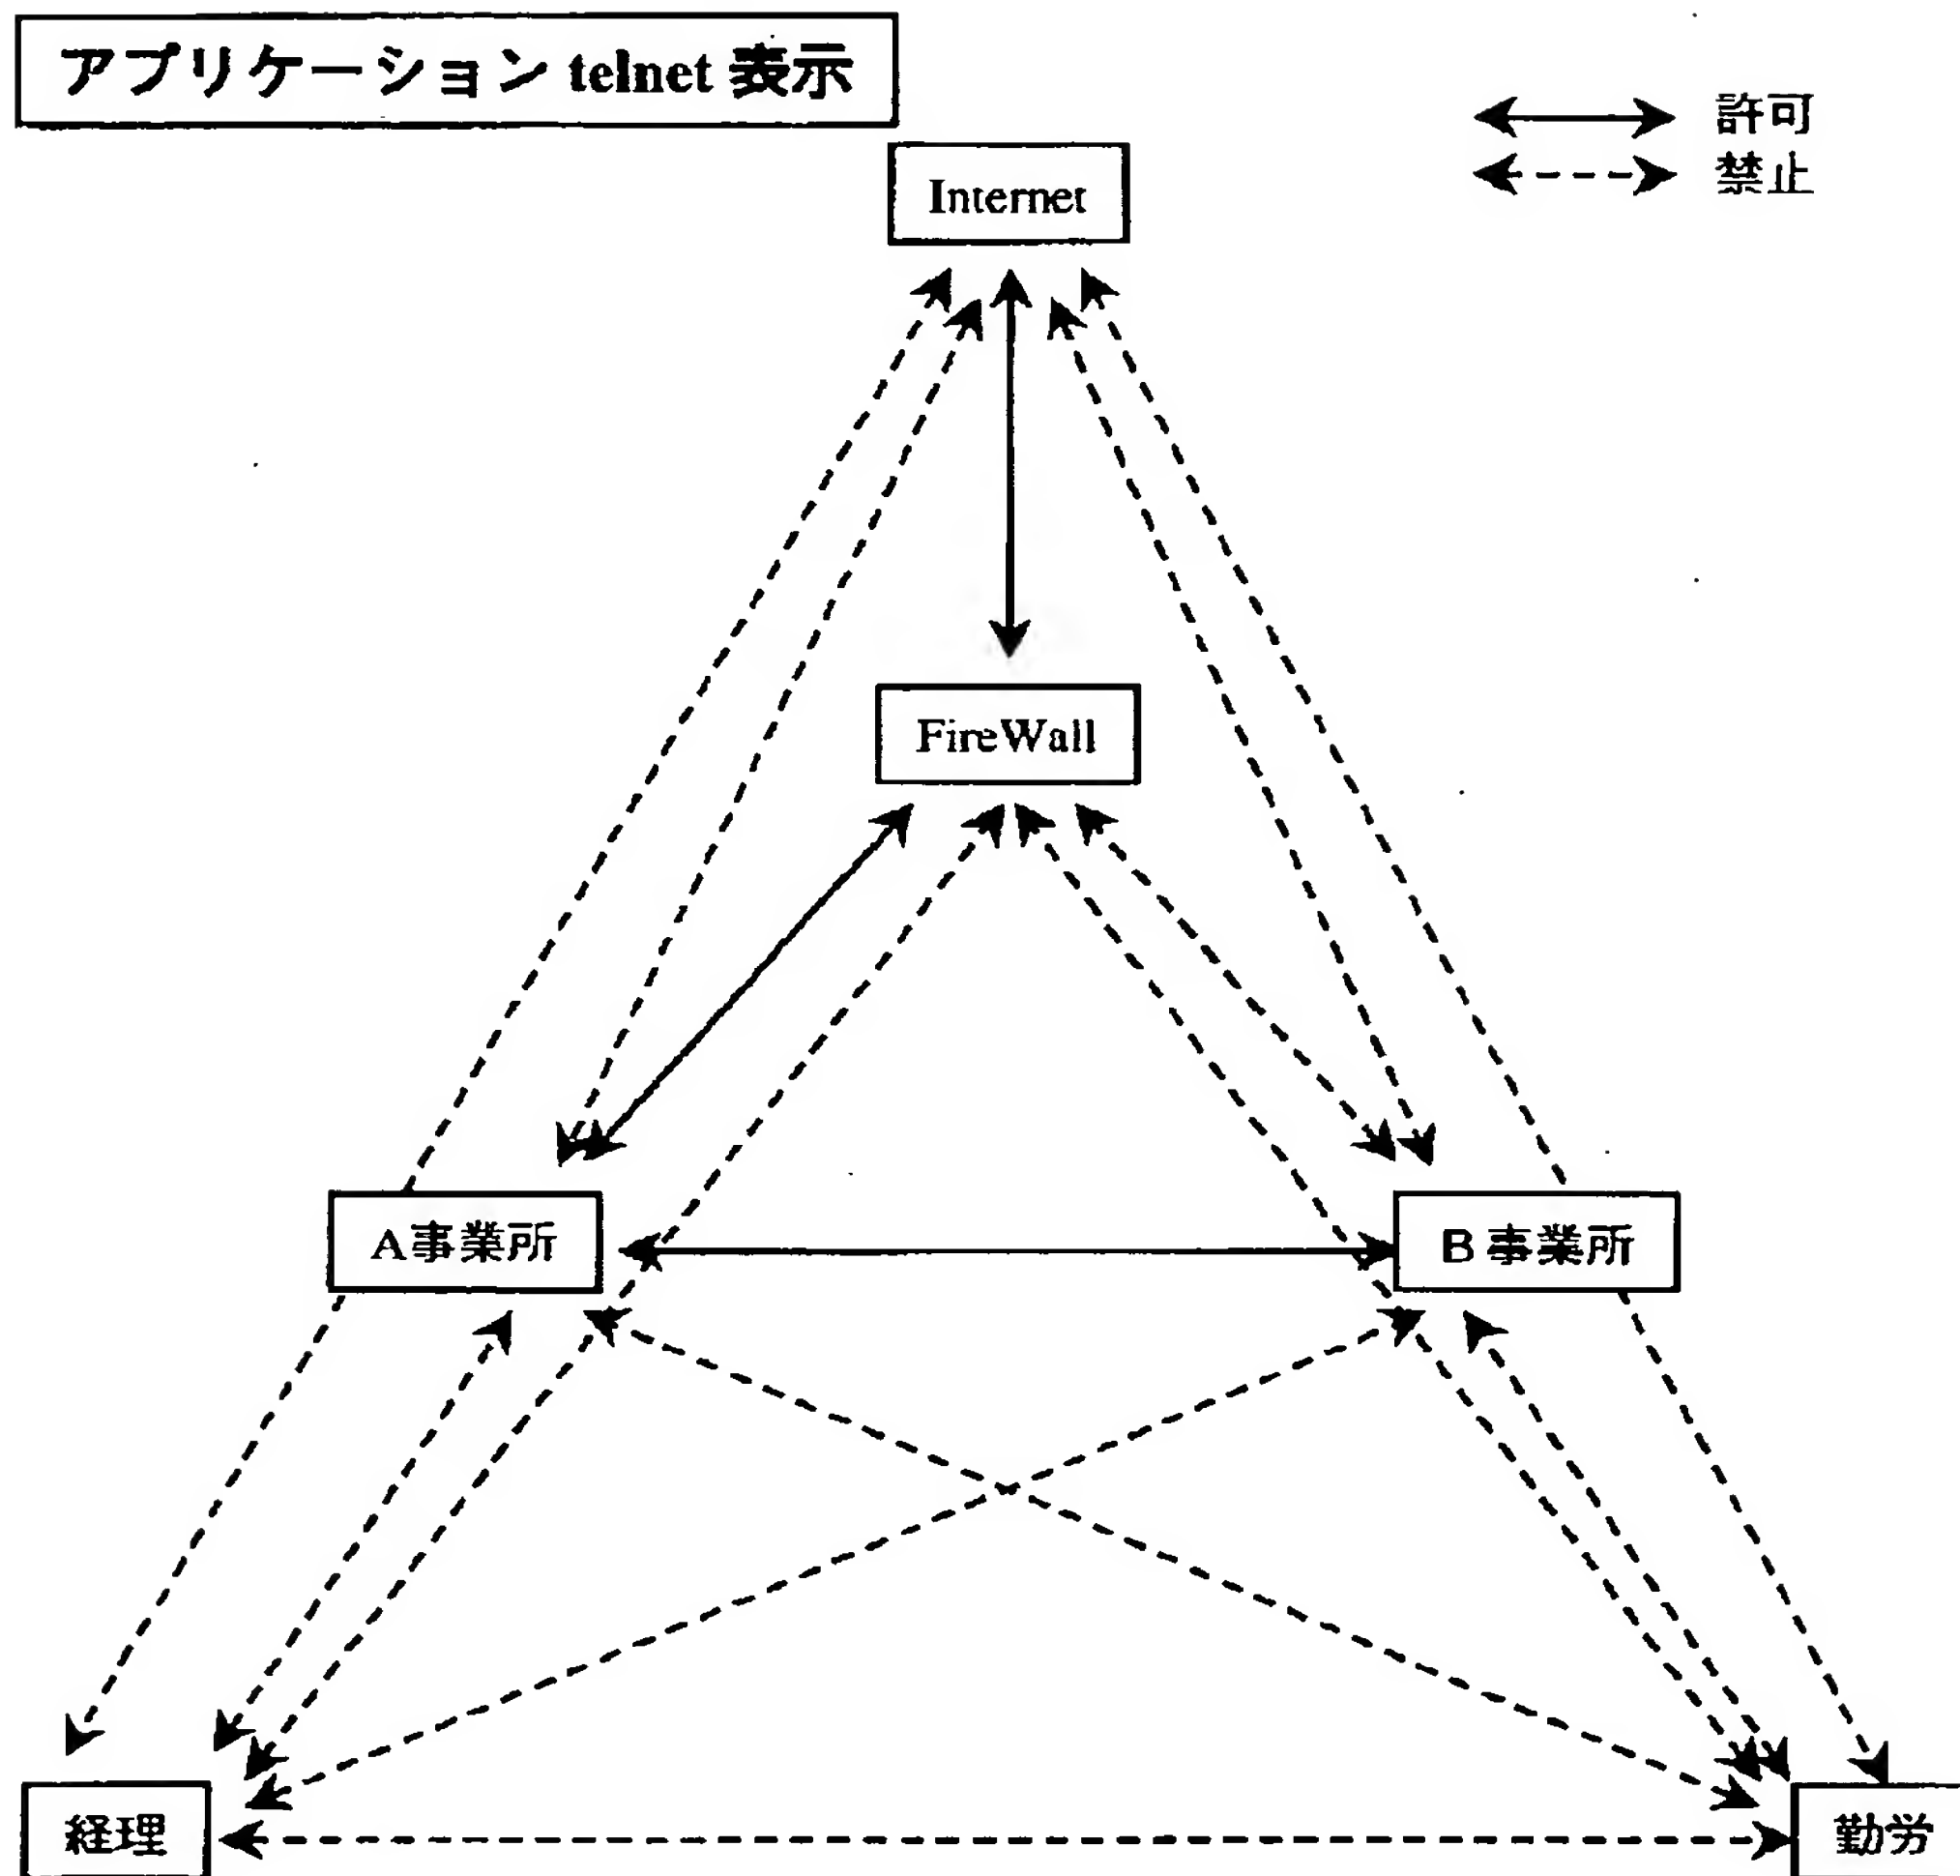 アプリケーション telnet 表示
許可
禁止
Internet
FireWall
A事業所
B 事業所
経理
勤労